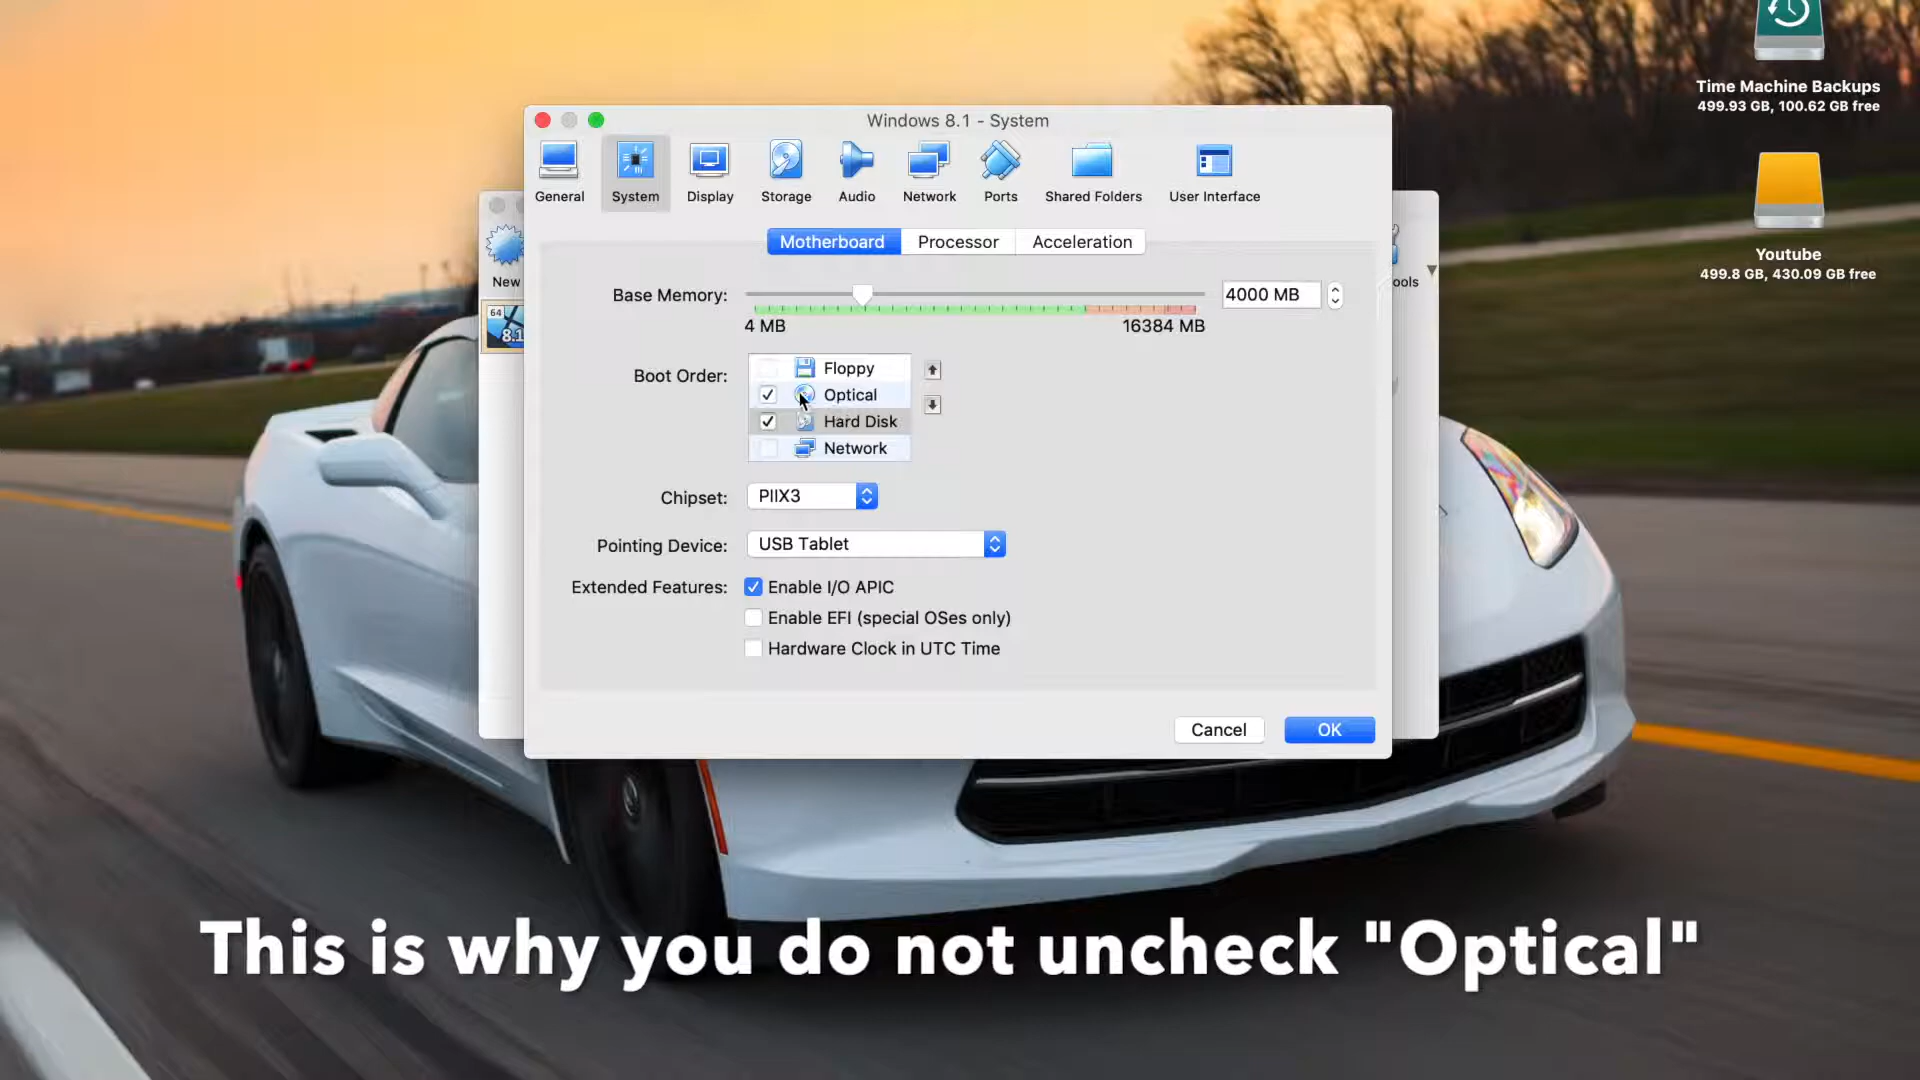 Time Machine Backups
499.93 GB, 100.62 GB free
Youtube
499.8 GB, 430.09 GB free
Windows 8.1 - System
General
System
Display
Storage
Audio
Network
Ports
Shared Folders
User Interface
New
ools
64
8.1
Motherboard
Processor
Acceleration
Base Memory:
4000 MB
4 MB
16384 MB
Boot Order:
Floppy
Optical
Hard Disk
Network
Chipset:
PIIX3
Pointing Device:
USB Tablet
Extended Features:
Enable I/O APIC
Enable EFI (special OSes only)
Hardware Clock in UTC Time
Cancel
OK
This is why you do not uncheck "Optical"